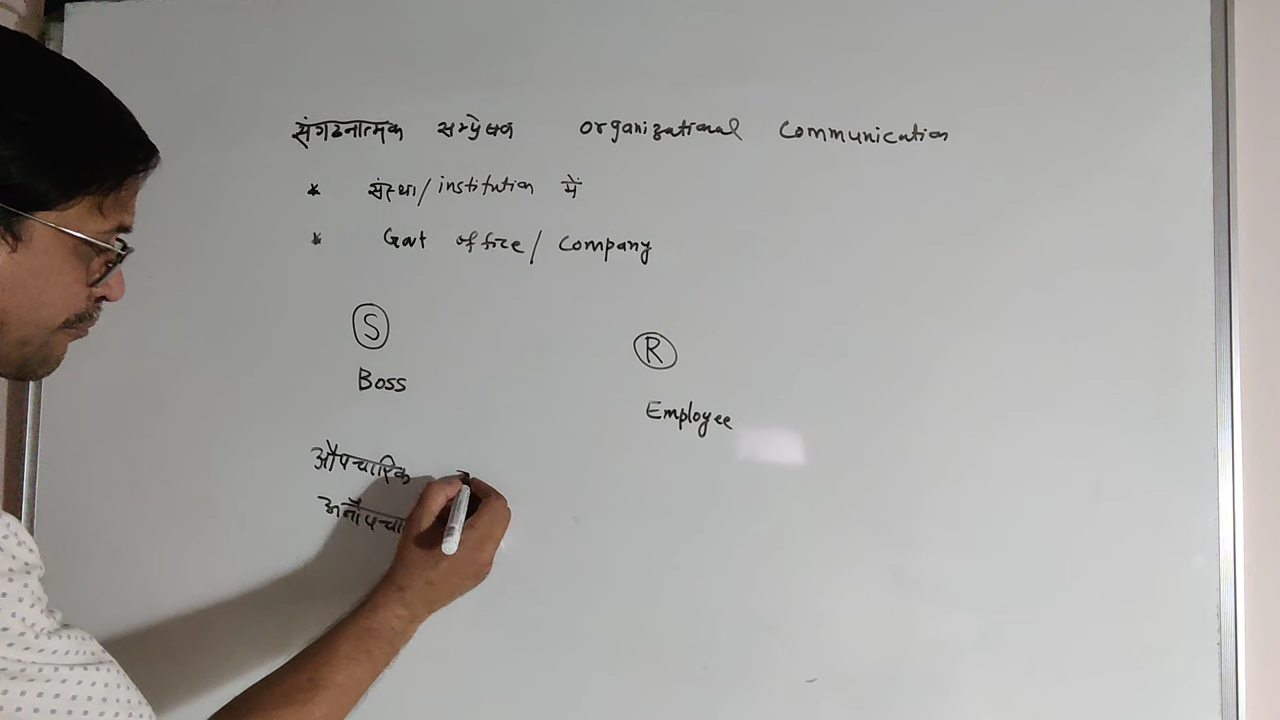 संगठनात्मक सम्प्रेषण organizational communication
* संस्था/institution में
* Govt office/ Company
S
R
Boss
Employee
औपचारिक